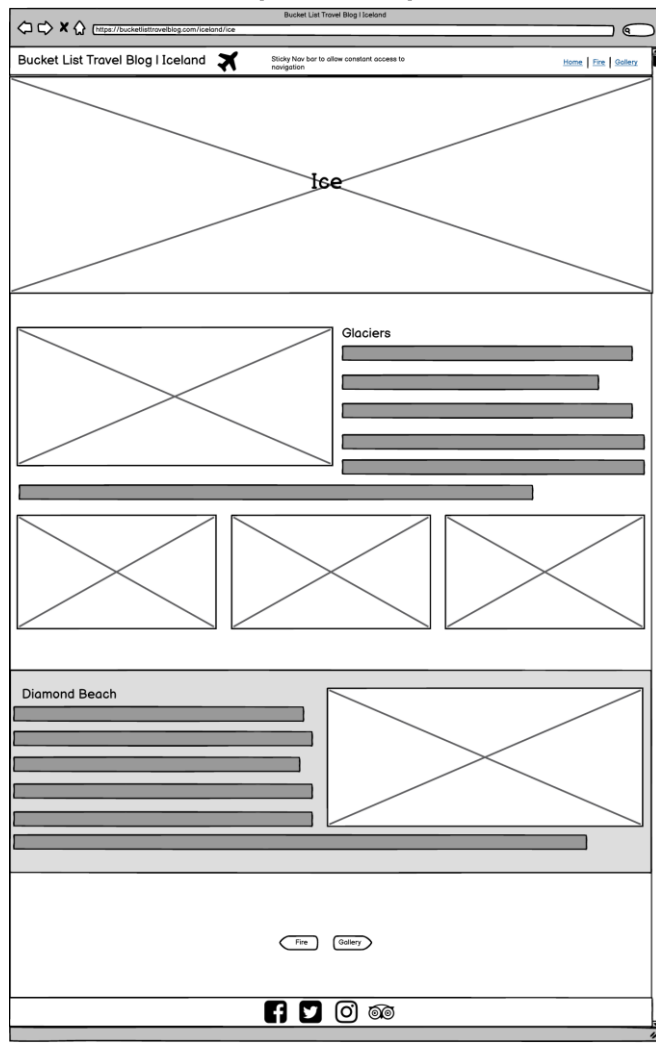 Bucket List Travel Blog | Iceland
https://bucketlisttravelblog.com/iceland/ice
Bucket List Travel Blog | Iceland
Sticky Nav bar to allow constant access to
navigation
Home | Fire | Gallery
Ice
Glaciers
Diamond Beach
Fire
Gallery